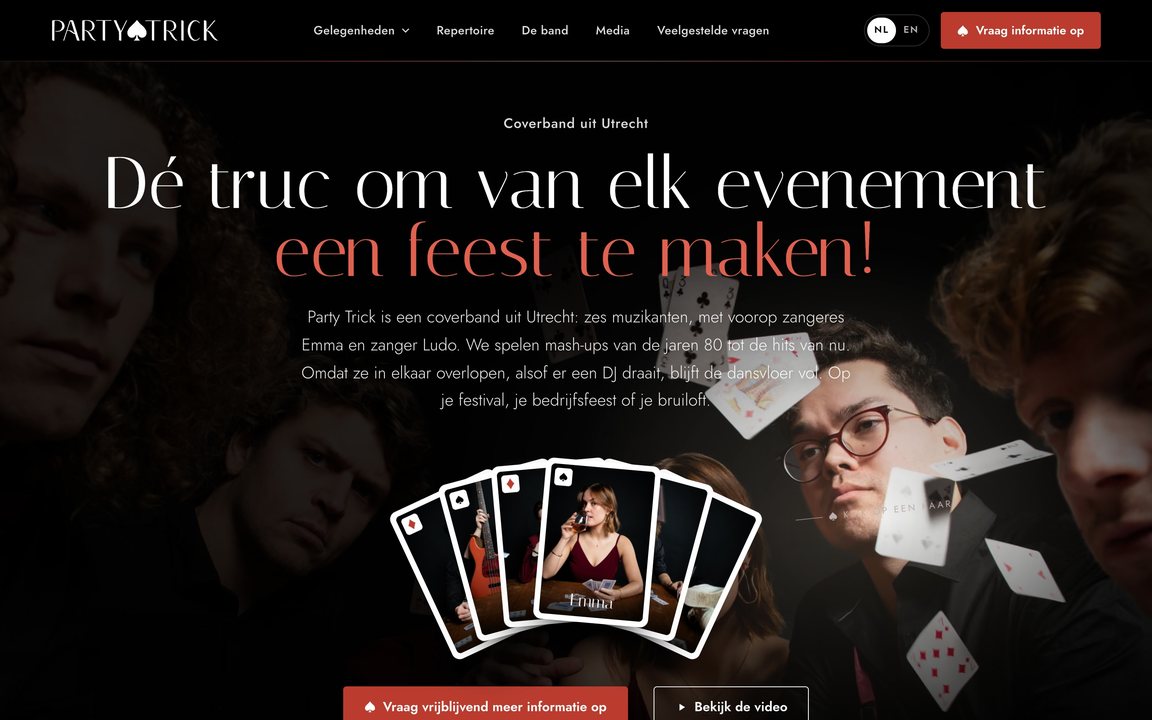 PARTY TRICK
Gelegenheden
Repertoire
De band
Media
Veelgestelde vragen
NL
EN
Vraag informatie op
Coverband uit Utrecht
Dé truc om van elk evenement
een feest te maken!
Party Trick is een coverband uit Utrecht: zes muzikanten, met voorop zangeres
Emma en zanger Ludo. We spelen mash-ups van de jaren 80 tot de hits van nu.
Omdat ze in elkaar overlopen, alsof er een DJ draait, blijft de dansvloer vol. Op
je festival, je bedrijfsfeest of je bruiloft.
OP EEN
Emma
Vraag vrijblijvend meer informatie op
Bekijk de video